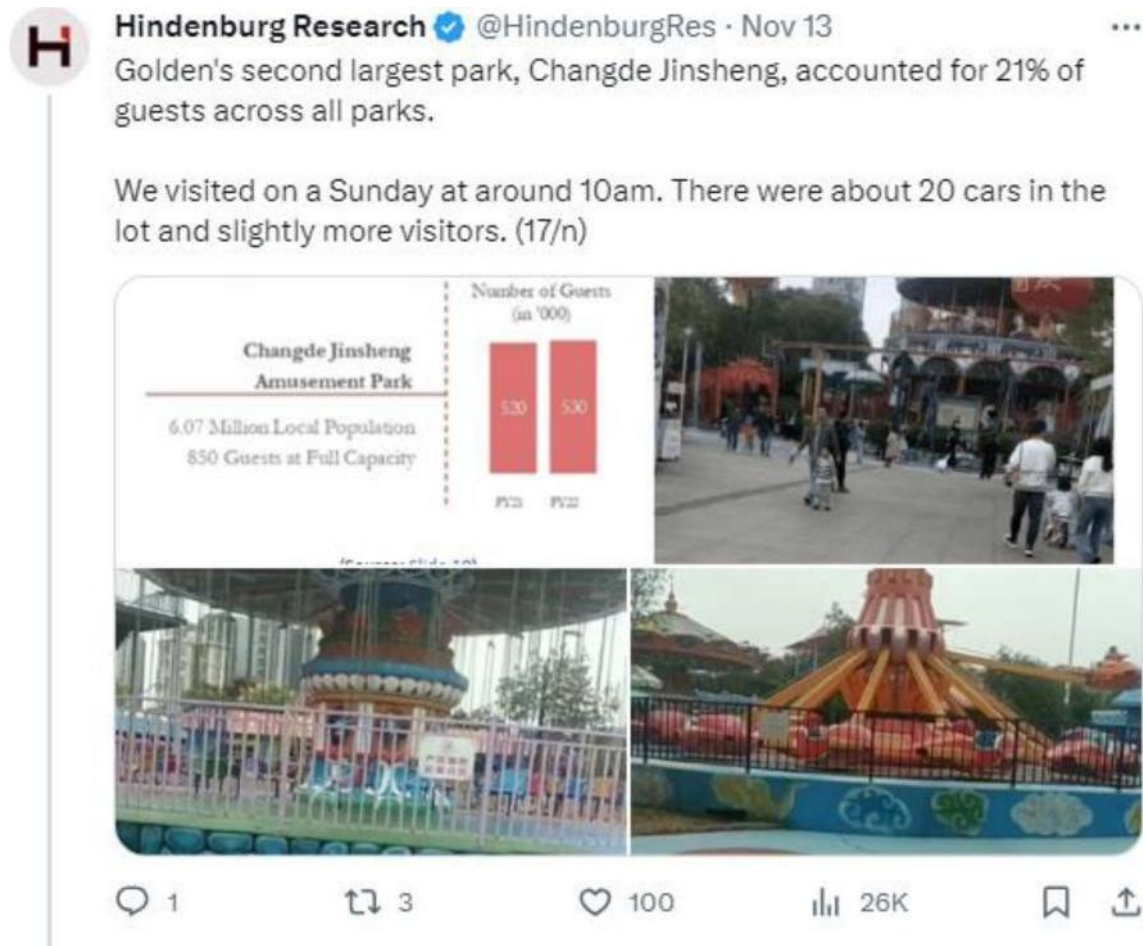 Hindenburg Research @HindenburgRes · Nov 13
Golden's second largest park, Changde Jinsheng, accounted for 21% of
guests across all parks.
We visited on a Sunday at around 10am. There were about 20 cars in the
lot and slightly more visitors. (17/n)
Number of Guests
(in '000)
Changde Jinsheng
Amusement Park
6.07 Million Local Population
850 Guests at Full Capacity
520 530
FY21 FY22
1 3 100 26K